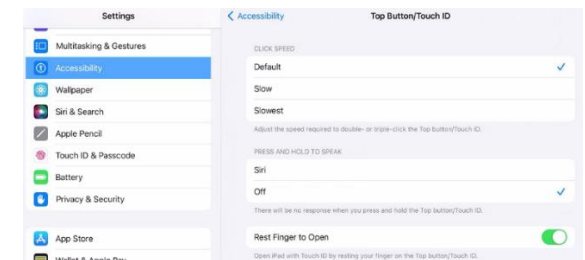 Settings
Multitasking & Gestures
Accessibility
Wallpaper
Siri & Search
Apple Pencil
Touch ID & Passcode
Battery
Privacy & Security
App Store
Wallet & Apple Pay
Accessibility
Top Button/Touch ID
CLICK SPEED
Default
Slow
Slowest
Adjust the speed required to double- or triple-click the Top button/Touch ID.
PRESS AND HOLD TO SPEAK
Siri
Off
There will be no response when you press and hold the Top button/Touch ID.
Rest Finger to Open
Open iPad with Touch ID by resting your finger on the Top button/Touch ID.